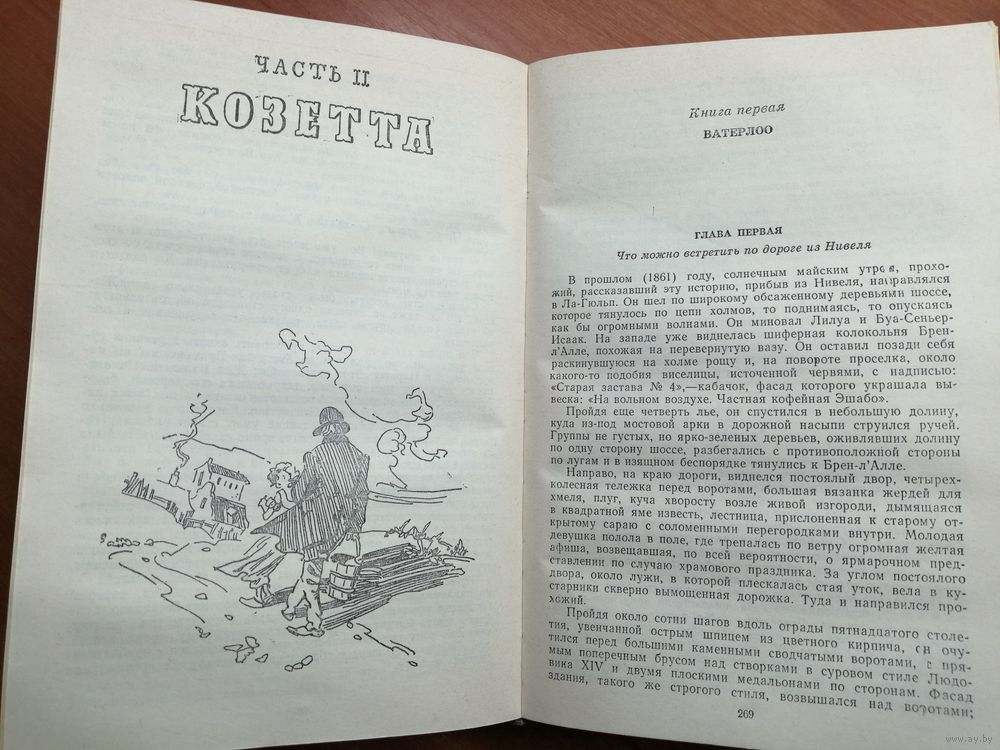 ЧАСТЬ II
КОЗЕТТА
Книга первая
ВАТЕРЛОО
ГЛАВА ПЕРВАЯ
Что можно встретить по дороге из Нивеля
В прошлом (1861) году, солнечным майским утром, прохо-
жий, рассказавший эту историю, прибыв из Нивеля, направлялся
в Ла-Гюльп. Он шел по широкому обсаженному деревьями шоссе,
которое тянулось по цепи холмов, то поднимаясь, то опускаясь
как бы огромными волнами. Он миновал Лилуа и Буа-Сеньер-
Исаак. На западе уже виднелась шиферная колокольня Брен-
л'Алле, похожая на перевернутую вазу. Он оставил позади себя
раскинувшуюся на холме рощу и, на повороте проселка, около
какого-то подобия виселицы, источенной червями, с надписью:
«Старая застава № 4»,—кабачок, фасад которого украшала вы-
веска: «На вольном воздухе. Частная кофейная Эшабо».
Пройдя еще четверть лье, он спустился в небольшую долину,
куда из-под мостовой арки в дорожной насыпи струился ручей.
Группы не густых, но ярко-зеленых деревьев, оживлявших долину
по одну сторону шоссе, разбегались с противоположной стороны
по лугам и в изящном беспорядке тянулись к Брен-л'Алле.
Направо, на краю дороги, виднелся постоялый двор, четырех-
колесная тележка перед воротами, большая вязанка жердей для
хмеля, плуг, куча хворосту возле живой изгороди, дымящаяся
в квадратной яме известь, лестница, прислоненная к старому от-
крытому сараю с соломенными перегородками внутри. Молодая
девушка полола в поле, где трепалась по ветру огромная желтая
афиша, возвещавшая, по всей вероятности, о ярмарочном пред-
ставлении по случаю храмового праздника. За углом постоялого
двора, около лужи, в которой плескалась стая уток, вела в ку-
старники скверно вымощенная дорожка. Туда и направился про-
хожий.
Пройдя около сотни шагов вдоль ограды пятнадцатого столе-
тия, увенчанной острым шпицем из цветного кирпича, он очу-
тился перед большими каменными сводчатыми воротами, с пря-
мым поперечным брусом над створками в суровом стиле Людо-
вика XIV и двумя плоскими медальонами по сторонам. Фасад
здания, такого же строгого стиля, возвышался над воротами;
269
www.ay.by